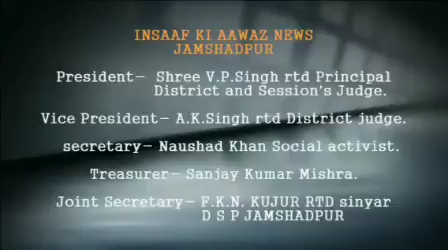 INSAAF KI AAWAZ NEWS
JAMSHADPUR
President– Shree V.P.Singh rtd Principal
District and Session's Judge.
Vice President– A.K.Singh rtd District judge.
secretary– Naushad Khan Social activist.
Treasurer– Sanjay Kumar Mishra.
Joint Secretary– F.K.N. KUJUR RTD sinyar
D S P JAMSHADPUR